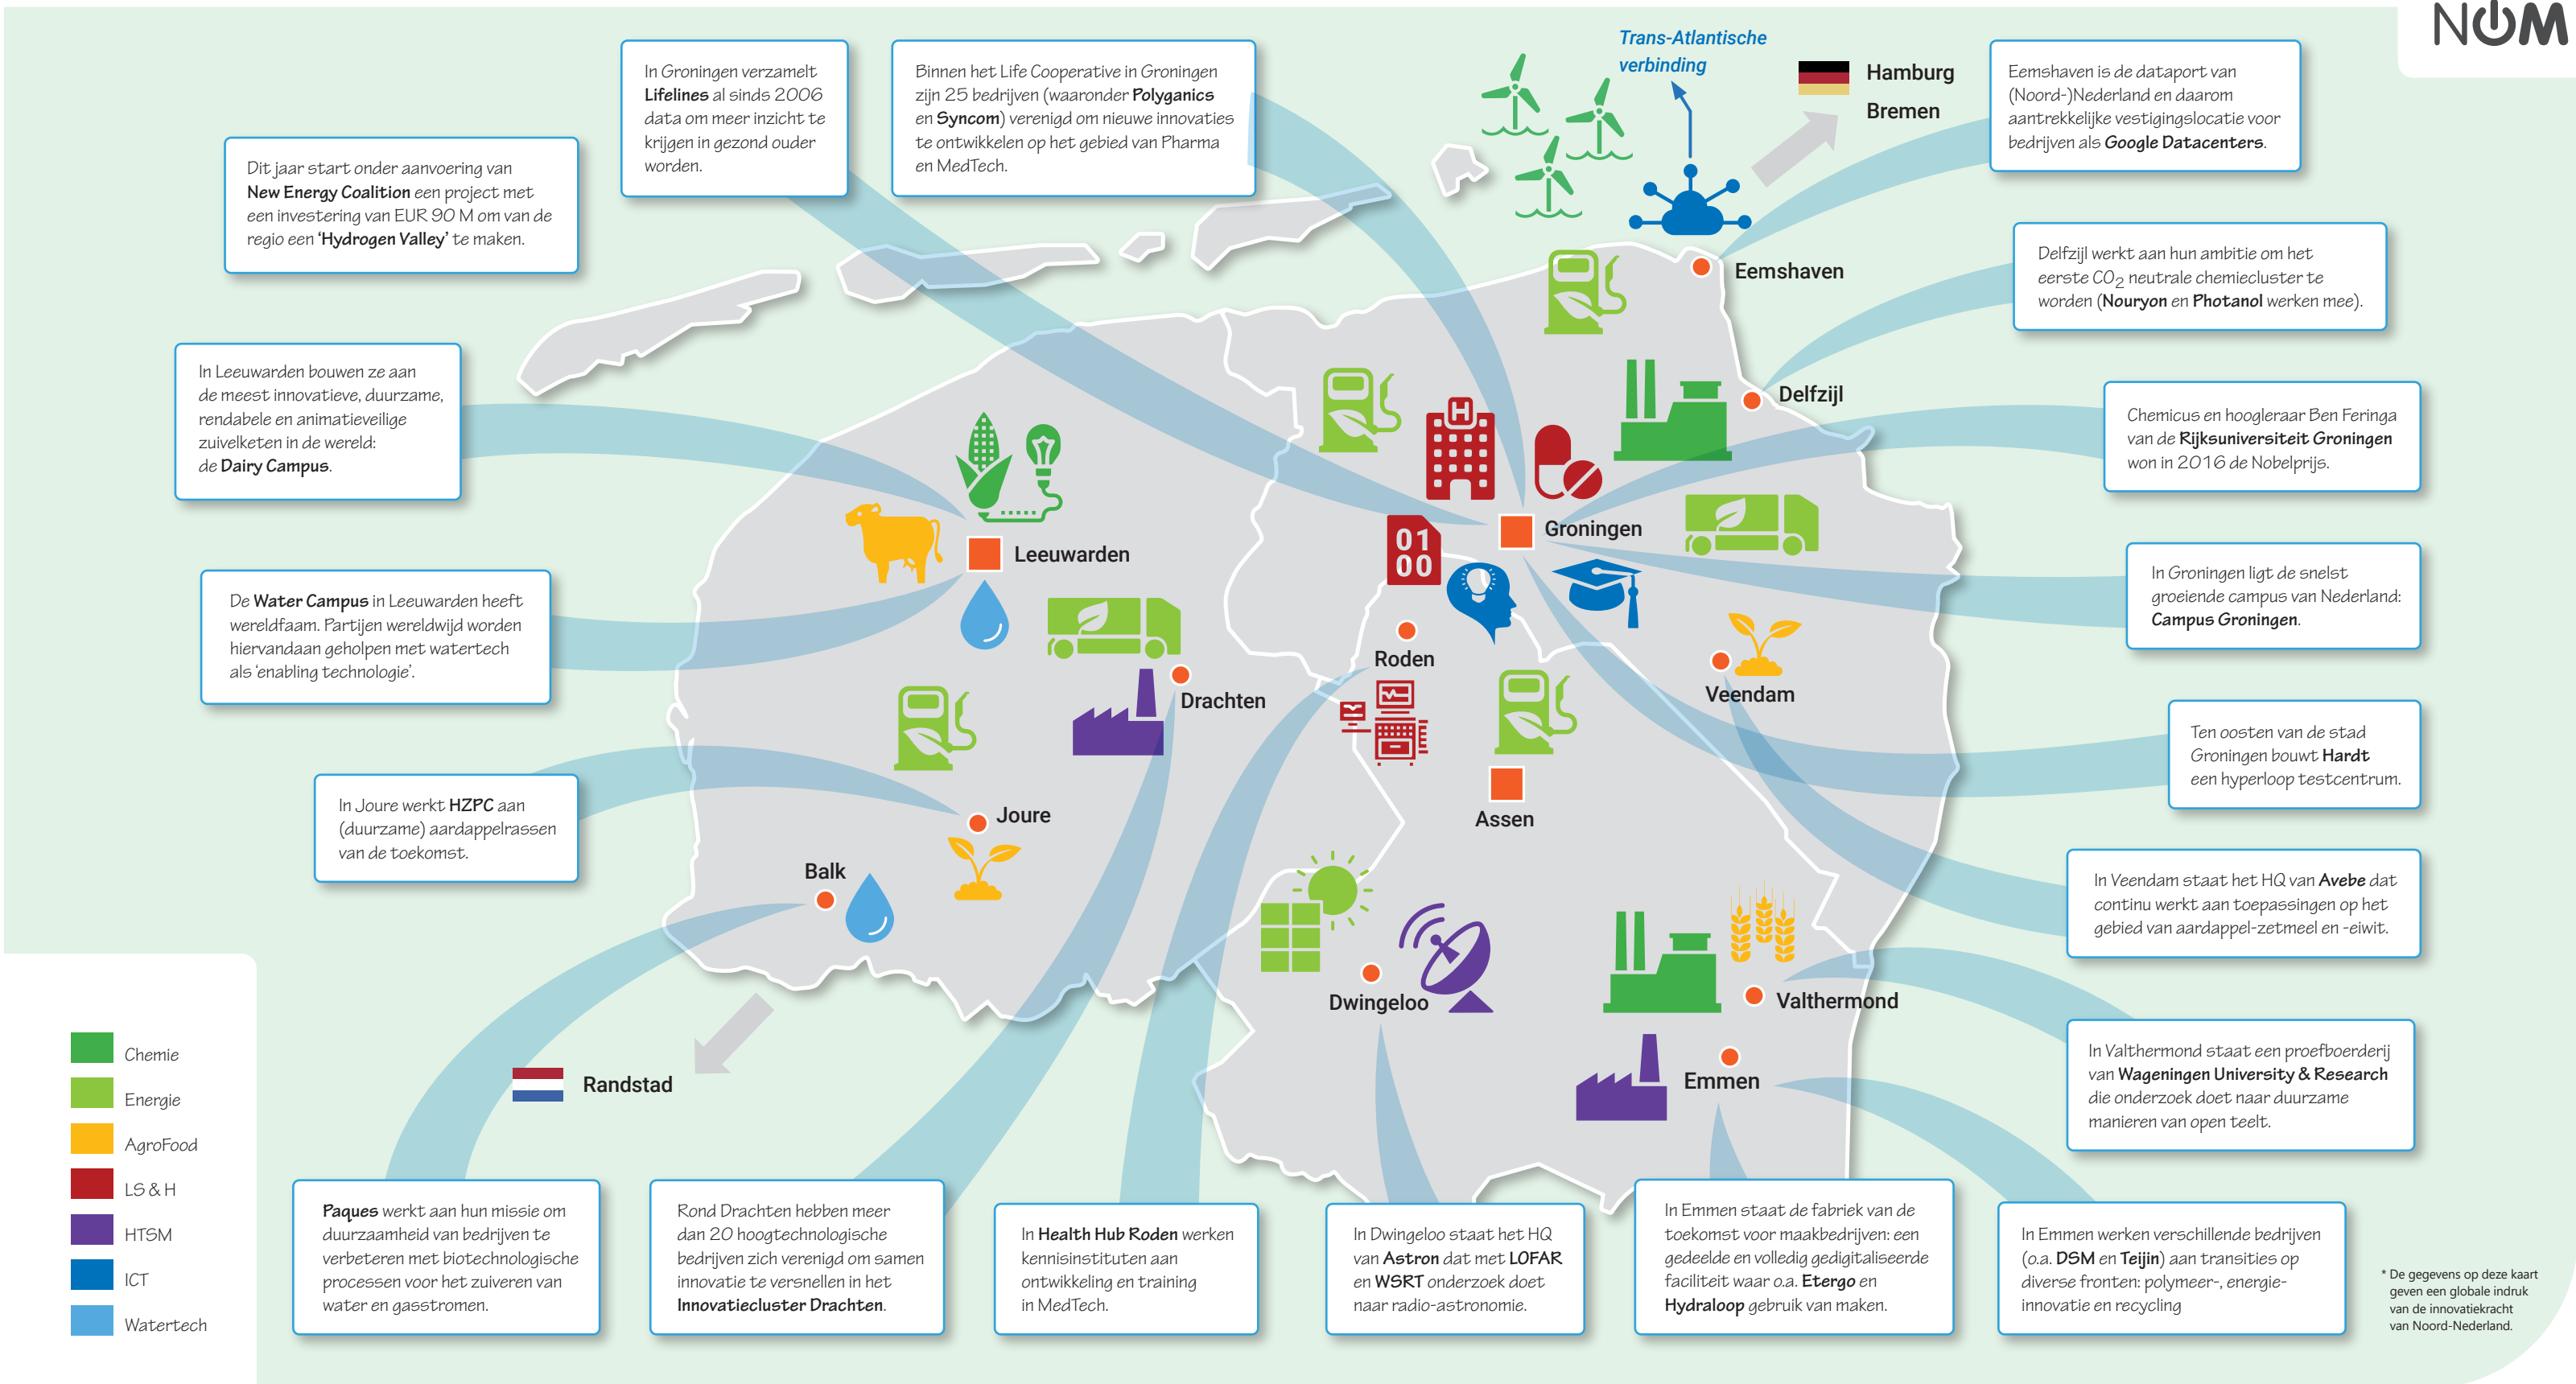 NOM
Trans-Atlantische
verbinding
Hamburg
Bremen
In Groningen verzamelt
Lifelines al sinds 2006
data om meer inzicht te
krijgen in gezond ouder
worden.
Binnen het Life Cooperative in Groningen
zijn 25 bedrijven (waaronder Polyganics
en Syncom) verenigd om nieuwe innovaties
te ontwikkelen op het gebied van Pharma
en MedTech.
Eemshaven is de dataport van
(Noord-)Nederland en daarom
aantrekkelijke vestigingslocatie voor
bedrijven als Google Datacenters.
Dit jaar start onder aanvoering van
New Energy Coalition een project met
een investering van EUR 90 M om van de
regio een ‘Hydrogen Valley’ te maken.
Delfzijl werkt aan hun ambitie om het
eerste CO2 neutrale chemiecluster te
worden (Nouryon en Photanol werken mee).
In Leeuwarden bouwen ze aan
de meest innovatieve, duurzame,
rendabele en animatieveilige
zuivelketen in de wereld:
de Dairy Campus.
Chemicus en hoogleraar Ben Feringa
van de Rijksuniversiteit Groningen
won in 2016 de Nobelprijs.
De Water Campus in Leeuwarden heeft
wereldfaam. Partijen wereldwijd worden
hiervandaan geholpen met watertech
als ‘enabling technologie’.
In Groningen ligt de snelst
groeiende campus van Nederland:
Campus Groningen.
Ten oosten van de stad
Groningen bouwt Hardt
een hyperloop testcentrum.
In Joure werkt HZPC aan
(duurzame) aardappelrassen
van de toekomst.
In Veendam staat het HQ van Avebe dat
continu werkt aan toepassingen op het
gebied van aardappel-zetmeel en -eiwit.
In Valthermond staat een proefboerderij
van Wageningen University & Research
die onderzoek doet naar duurzame
manieren van open teelt.
Eemshaven
Delfzijl
H
Groningen
01
00
Leeuwarden
Roden
Veendam
Drachten
Assen
Joure
Balk
Dwingeloo
Valthermond
Emmen
Randstad
Chemie
Energie
AgroFood
LS & H
HTSM
ICT
Watertech
Paques werkt aan hun missie om
duurzaamheid van bedrijven te
verbeteren met biotechnologische
processen voor het zuiveren van
water en gasstromen.
Rond Drachten hebben meer
dan 20 hoogtechnologische
bedrijven zich verenigd om samen
innovatie te versnellen in het
Innovatiecluster Drachten.
In Health Hub Roden werken
kennisinstituten aan
ontwikkeling en training
in MedTech.
In Dwingeloo staat het HQ
van Astron dat met LOFAR
en WSRT onderzoek doet
naar radio-astronomie.
In Emmen staat de fabriek van de
toekomst voor maakbedrijven: een
gedeelde en volledig gedigitaliseerde
faciliteit waar o.a. Etergo en
Hydraloop gebruik van maken.
In Emmen werken verschillende bedrijven
(o.a. DSM en Teijin) aan transities op
diverse fronten: polymeer-, energie-
innovatie en recycling
* De gegevens op deze kaart
geven een globale indruk
van de innovatiekracht
van Noord-Nederland.